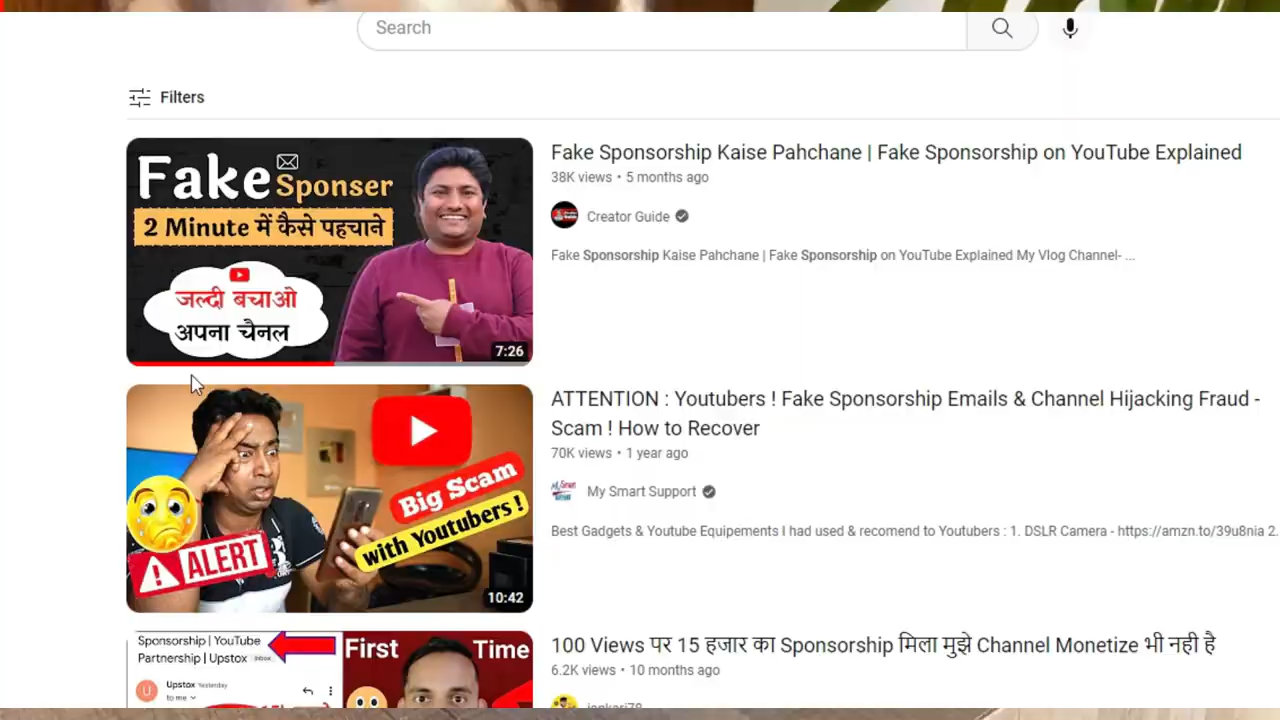 Search
Filters
Fake Sponser
2 Minute में कैसे पहचाने
जल्दी बचाओ
अपना चैनल
7:26
Fake Sponsorship Kaise Pahchane | Fake Sponsorship on YouTube Explained
38K views • 5 months ago
Creator Guide
Fake Sponsorship Kaise Pahchane | Fake Sponsorship on YouTube Explained My Vlog Channel- ...
Big Scam
with Youtubers !
ALERT
10:42
ATTENTION : Youtubers ! Fake Sponsorship Emails & Channel Hijacking Fraud -
Scam ! How to Recover
70K views • 1 year ago
My Smart Support
Best Gadgets & Youtube Equipements I had used & recomend to Youtubers : 1. DSLR Camera - https://amzn.to/39u8nia 2.
Sponsorship | YouTube
Partnership | Upstox Inbox
U
Upstox Yesterday
to me
First Time
100 Views पर 15 हजार का Sponsorship मिला मुझे Channel Monetize भी नही है
6.2K views • 10 months ago